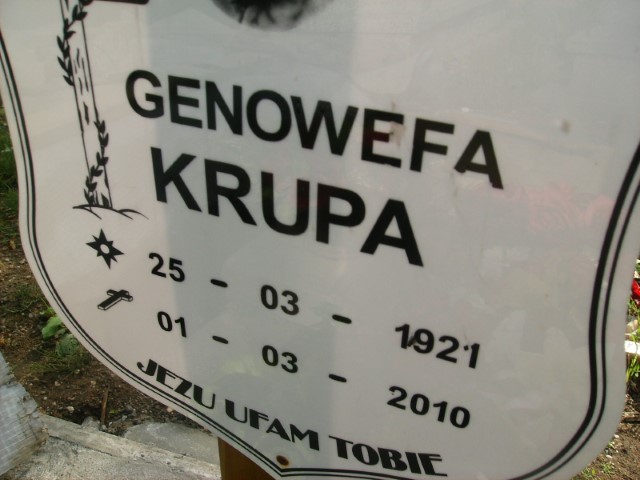 GENOWEFA
KRUPA
25 - 03 - 1921
01 - 03 - 2010
JEZU UFAM TOBIE